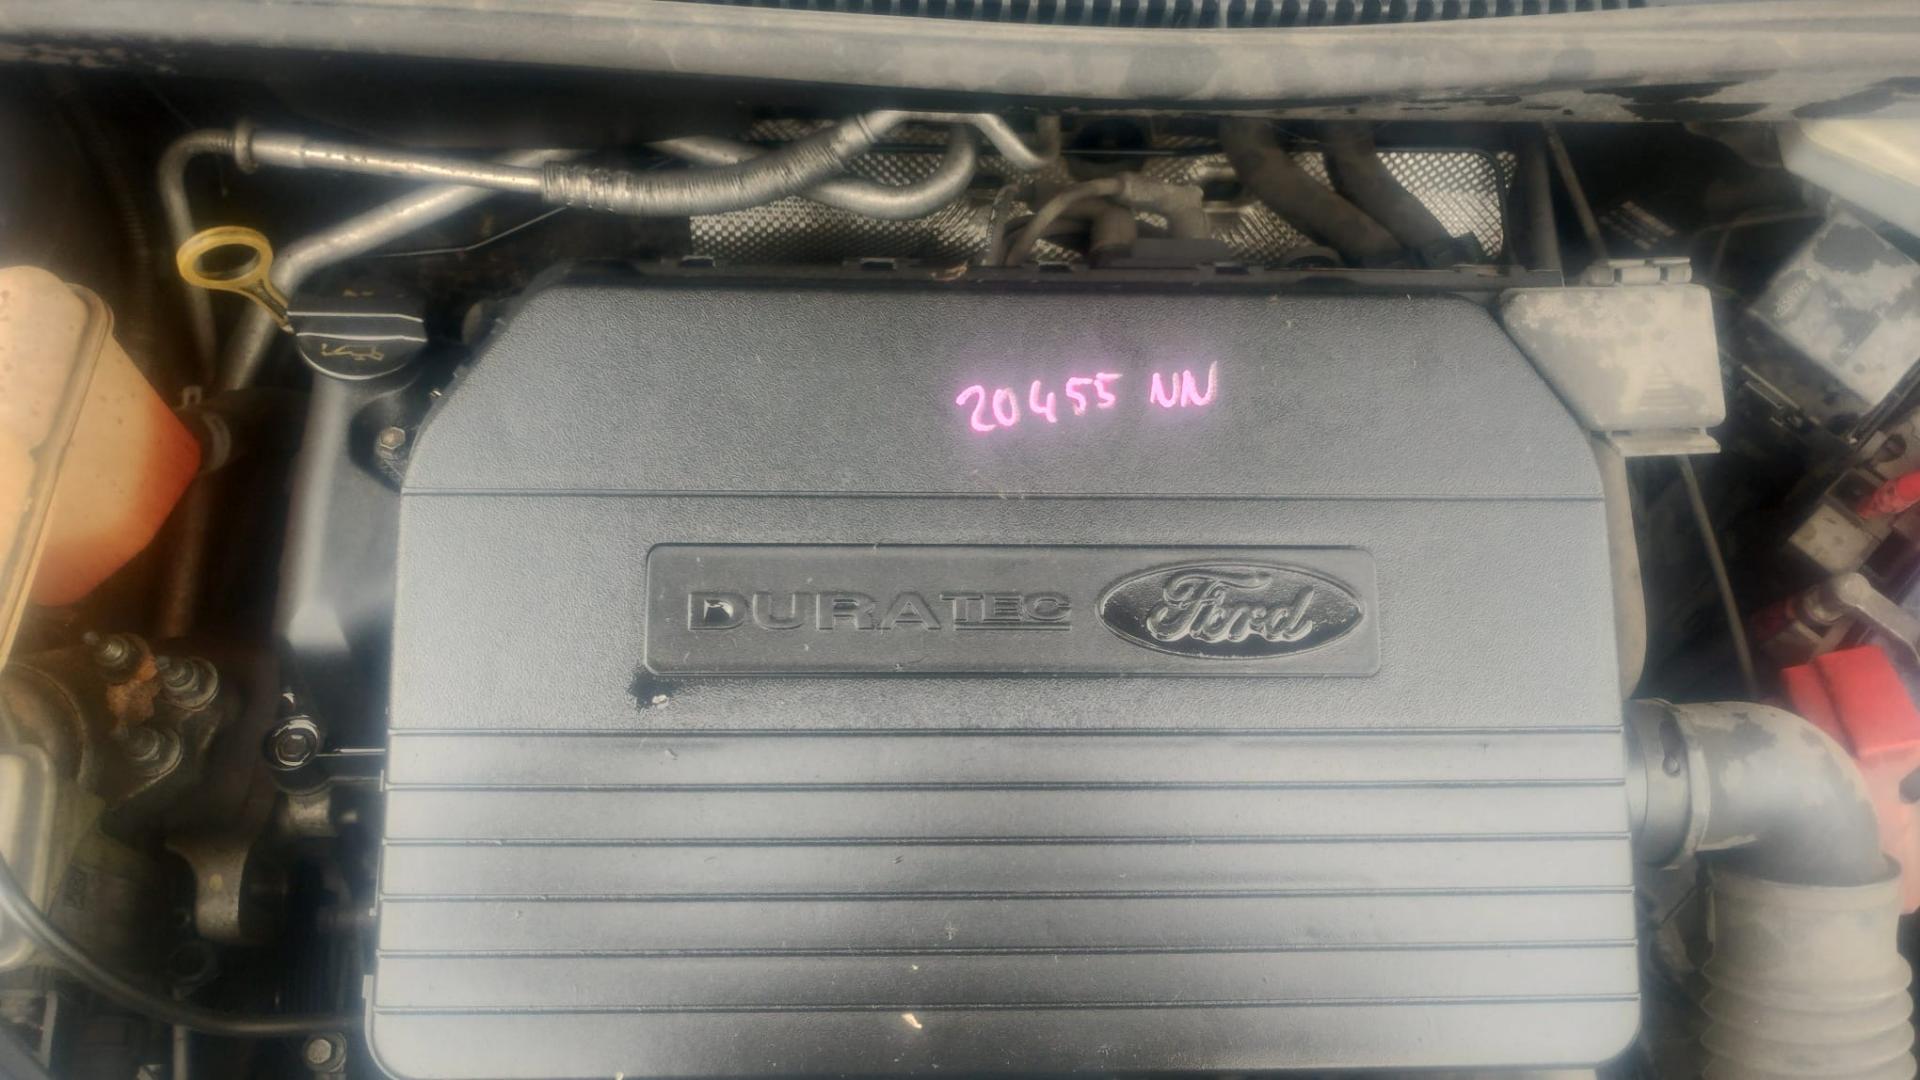 20455 NN
DURATEC Ford